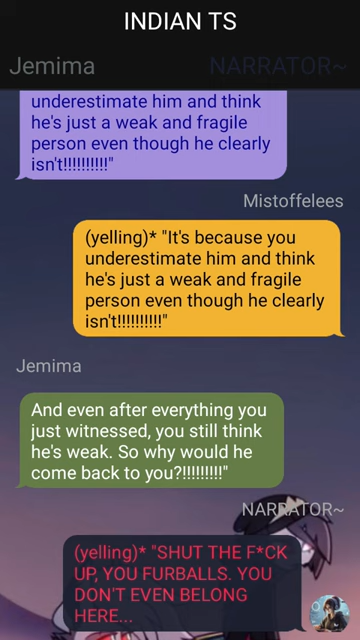 INDIAN TS
Jemima
NARRATOR~
underestimate him and think
he's just a weak and fragile
person even though he clearly
isn't!!!!!!!!!!"
Mistoffelees
(yelling)* "It's because you
underestimate him and think
he's just a weak and fragile
person even though he clearly
isn't!!!!!!!!!!"
Jemima
And even after everything you
just witnessed, you still think
he's weak. So why would he
come back to you?!!!!!!!!!"
NARRATOR~
(yelling)* "SHUT THE F*CK
UP, YOU FURBALLS. YOU
DON'T EVEN BELONG
HERE...